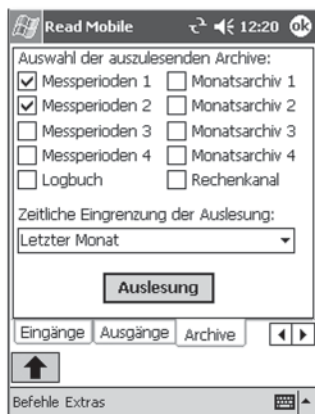 Read Mobile 12:20 ok
Auswahl der auszulesenden Archive:
Messperioden 1 Monatsarchiv 1
Messperioden 2 Monatsarchiv 2
Messperioden 3 Monatsarchiv 3
Messperioden 4 Monatsarchiv 4
Logbuch Rechenkanal
Zeitliche Eingrenzung der Auslesung:
Letzter Monat
Auslesung
Eingänge Ausgänge Archive
Befehle Extras